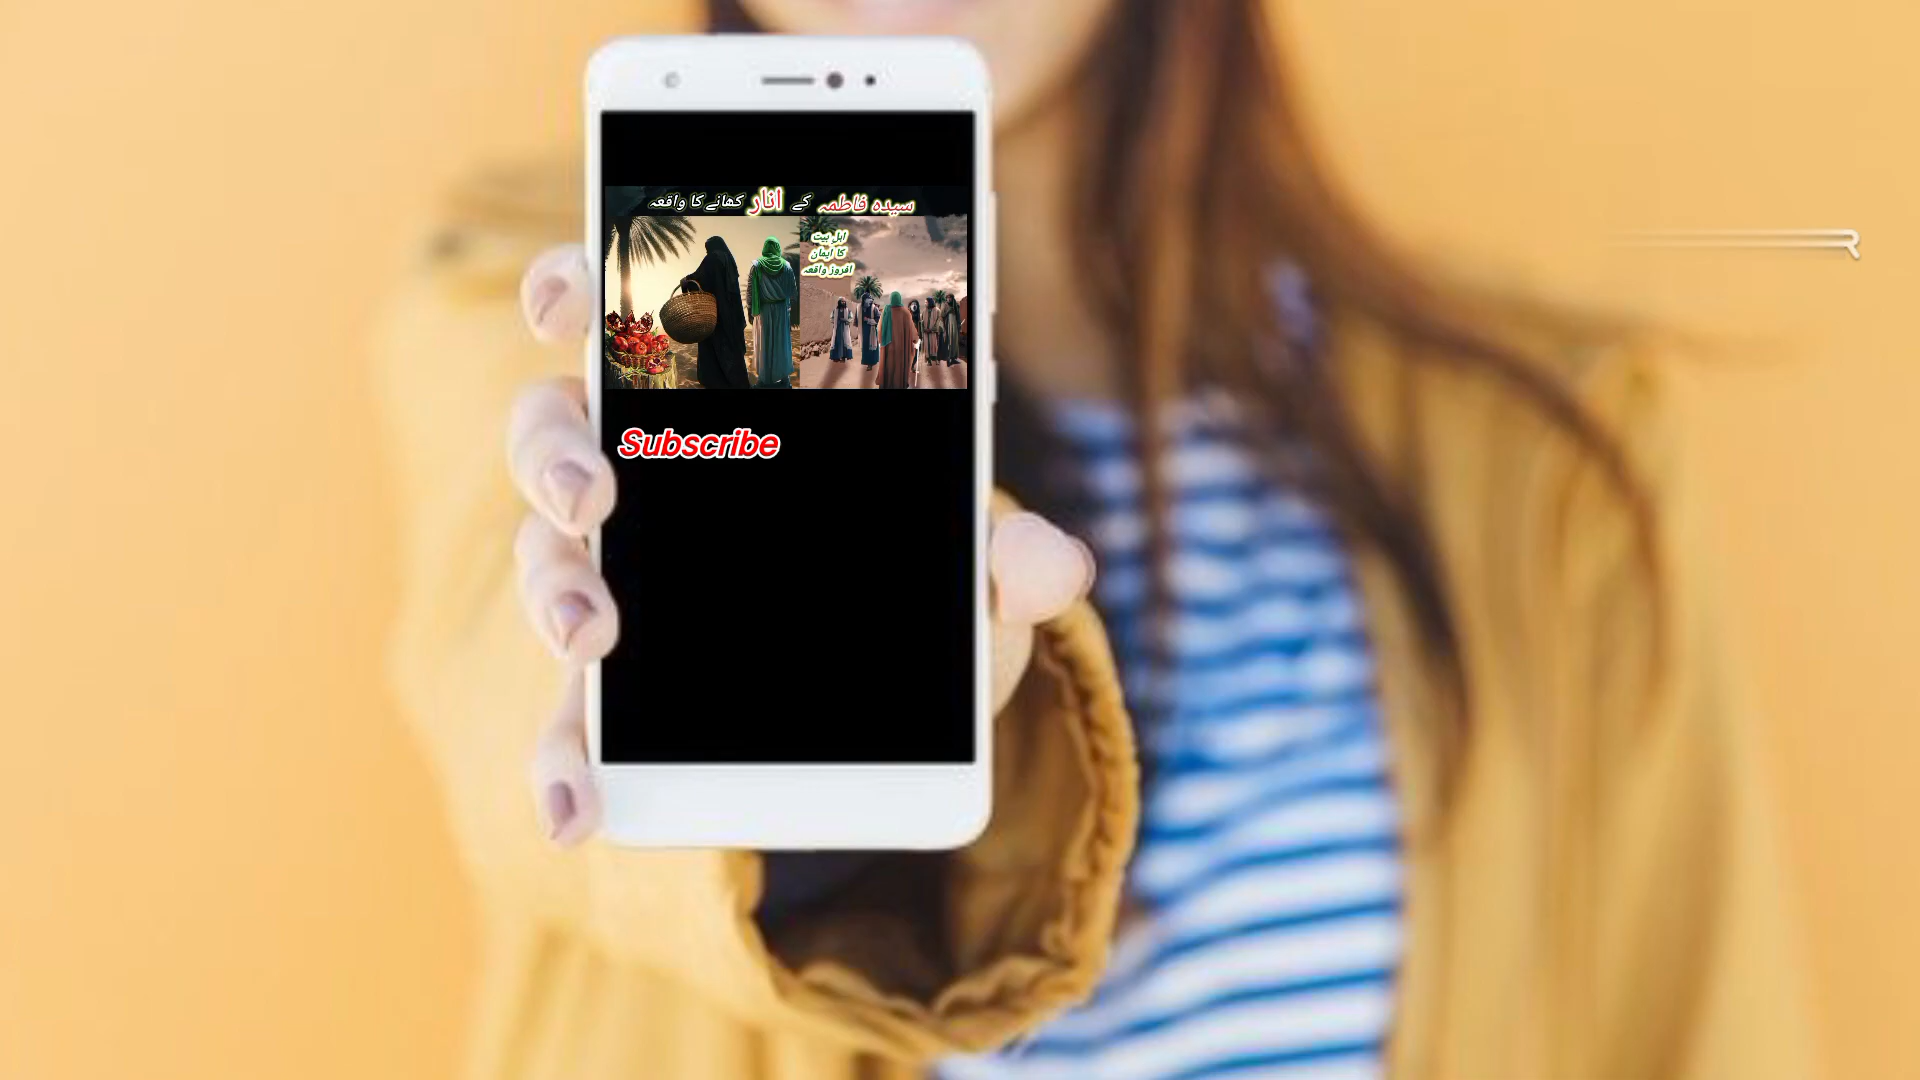 سیدہ فاطمہ کے انار کھانے کا واقعہ
اہل بیت
کا ایمان
افروز واقعہ
Subscribe
R